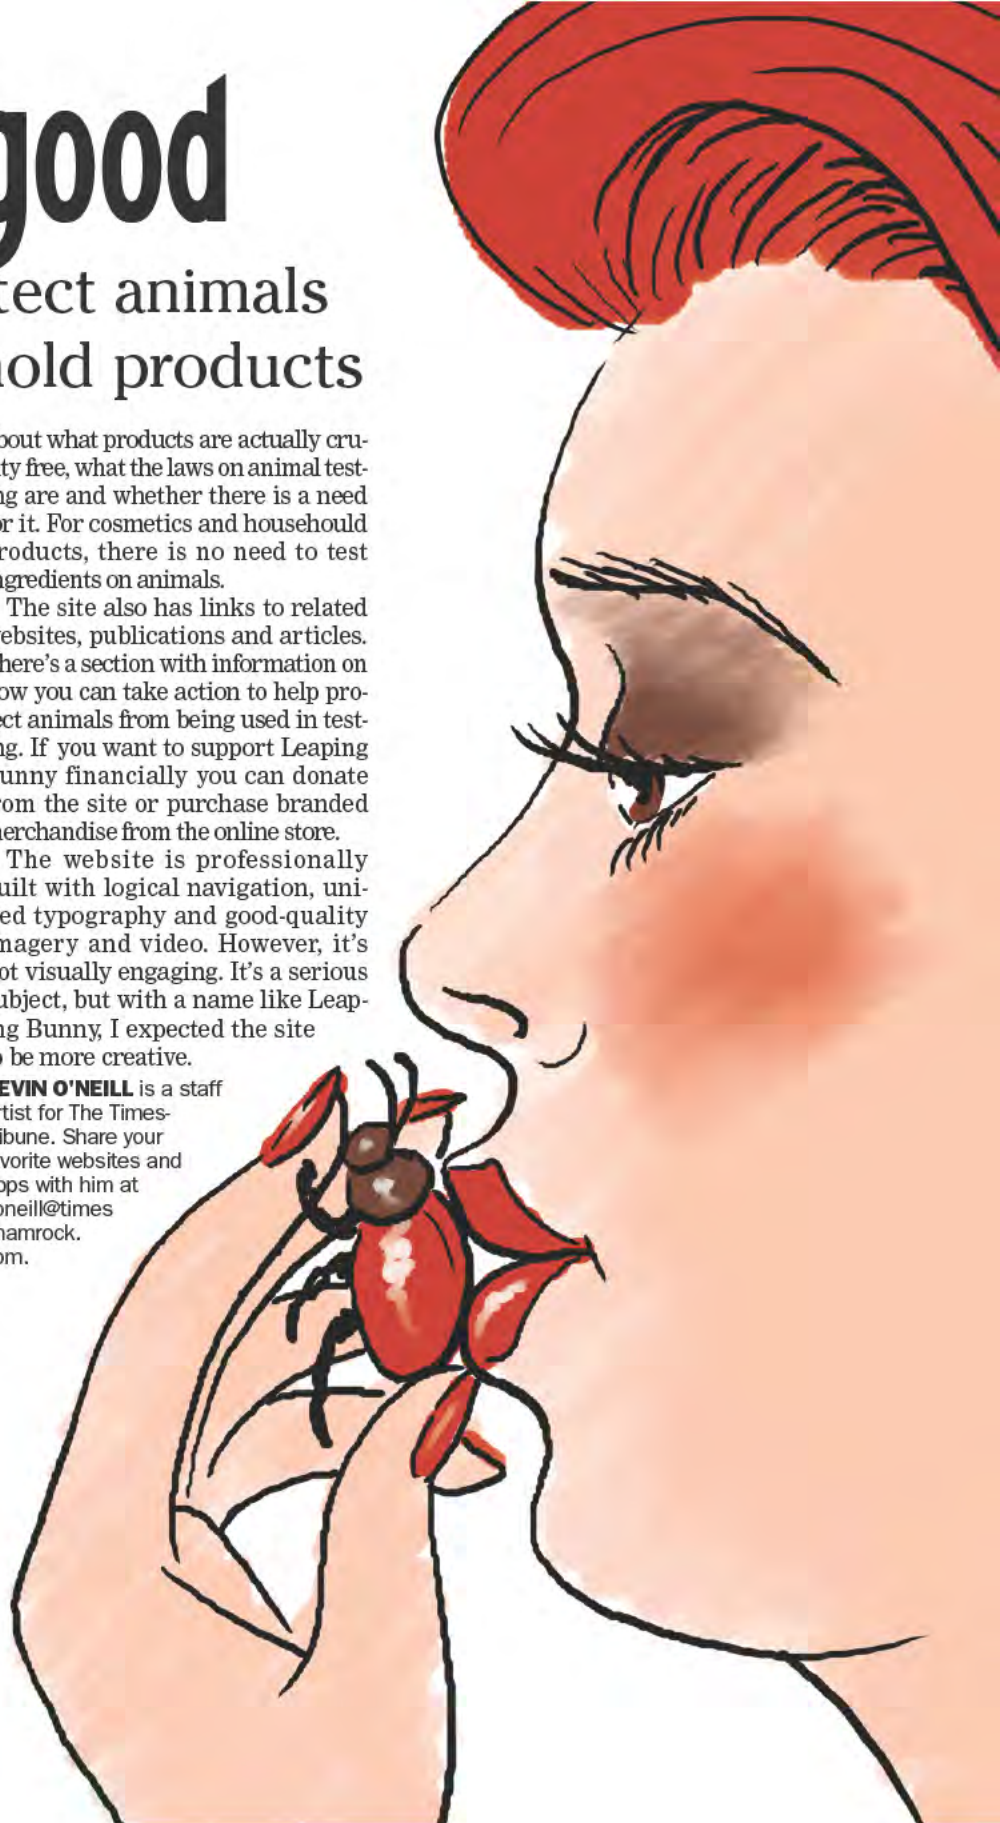 good
tect animals
old products
bout what products are actually cru-
ty free, what the laws on animal test-
ng are and whether there is a need
or it. For cosmetics and househould
roducts, there is no need to test
ngredients on animals.
The site also has links to related
ebsites, publications and articles.
here's a section with information on
ow you can take action to help pro-
ect animals from being used in test-
ng. If you want to support Leaping
unny financially you can donate
rom the site or purchase branded
erchandise from the online store.
The website is professionally
uilt with logical navigation, uni-
ed typography and good-quality
magery and video. However, it's
ot visually engaging. It's a serious
ubject, but with a name like Leap-
ng Bunny, I expected the site
o be more creative.
EVIN O'NEILL is a staff
rtist for The Times-
ibune. Share your
vorite websites and
pps with him at
oneill@times
hamrock.
om.